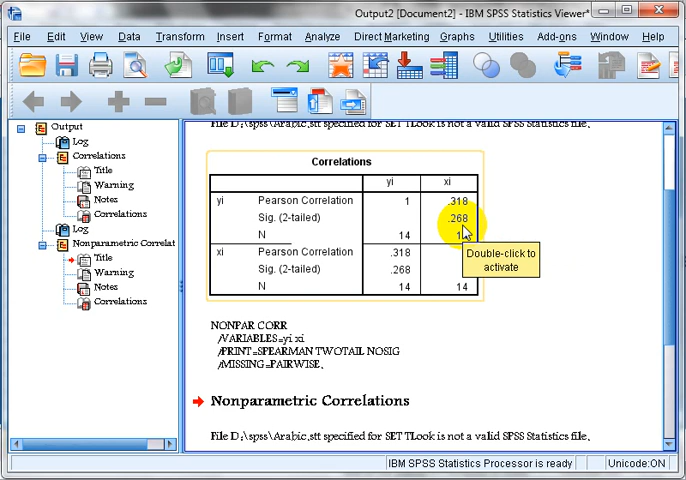 Output2 [Document2] - IBM SPSS Statistics Viewer*
File Edit View Data Transform Insert Format Analyze Direct Marketing Graphs Utilities Add-ons Window Help
Output
Log
Correlations
Title
Warning
Notes
Correlations
Log
Nonparametric Correlat
Title
Warning
Notes
Correlations
File D:\spss\Arabic.stt specified for SET TLook is not a valid SPSS Statistics file.
Correlations
yi xi
yi Pearson Correlation 1 .318
Sig. (2-tailed) .268
N 14
xi Pearson Correlation .318
Sig. (2-tailed) .268
N 14 14
Double-click to
activate
NONPAR CORR
/VARIABLES=yi xi
/PRINT=SPEARMAN TWOTAIL NOSIG
/MISSING=PAIRWISE.
Nonparametric Correlations
File D:\spss\Arabic.stt specified for SET TLook is not a valid SPSS Statistics file.
IBM SPSS Statistics Processor is ready Unicode:ON